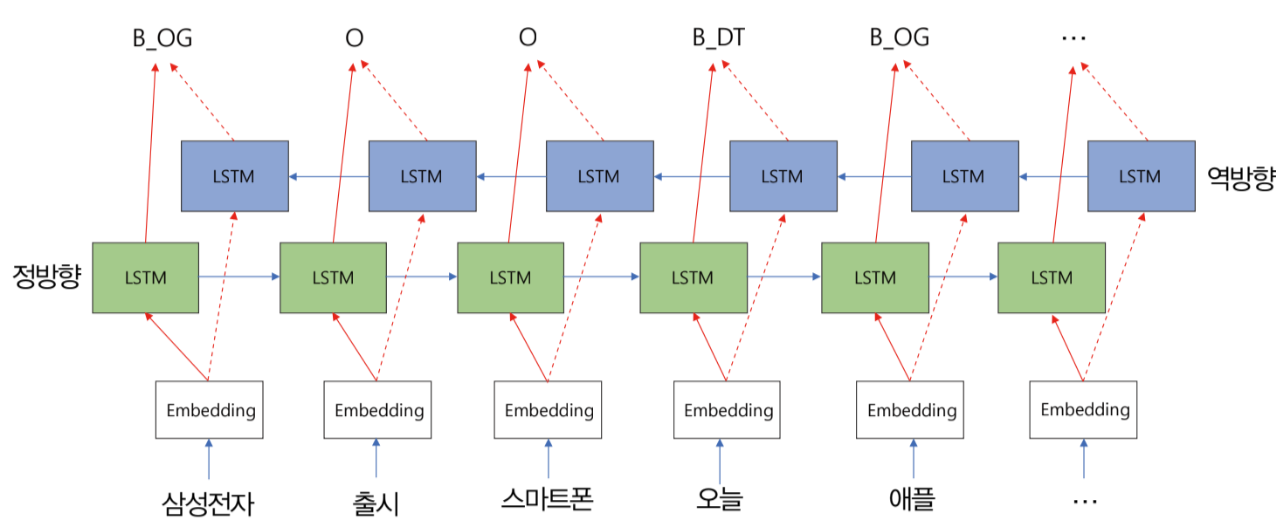 B_OG O O B_DT B_OG ...
LSTM LSTM LSTM LSTM LSTM LSTM 역방향
정방향 LSTM LSTM LSTM LSTM LSTM LSTM
Embedding Embedding Embedding Embedding Embedding Embedding
삼성전자 출시 스마트폰 오늘 애플 ...